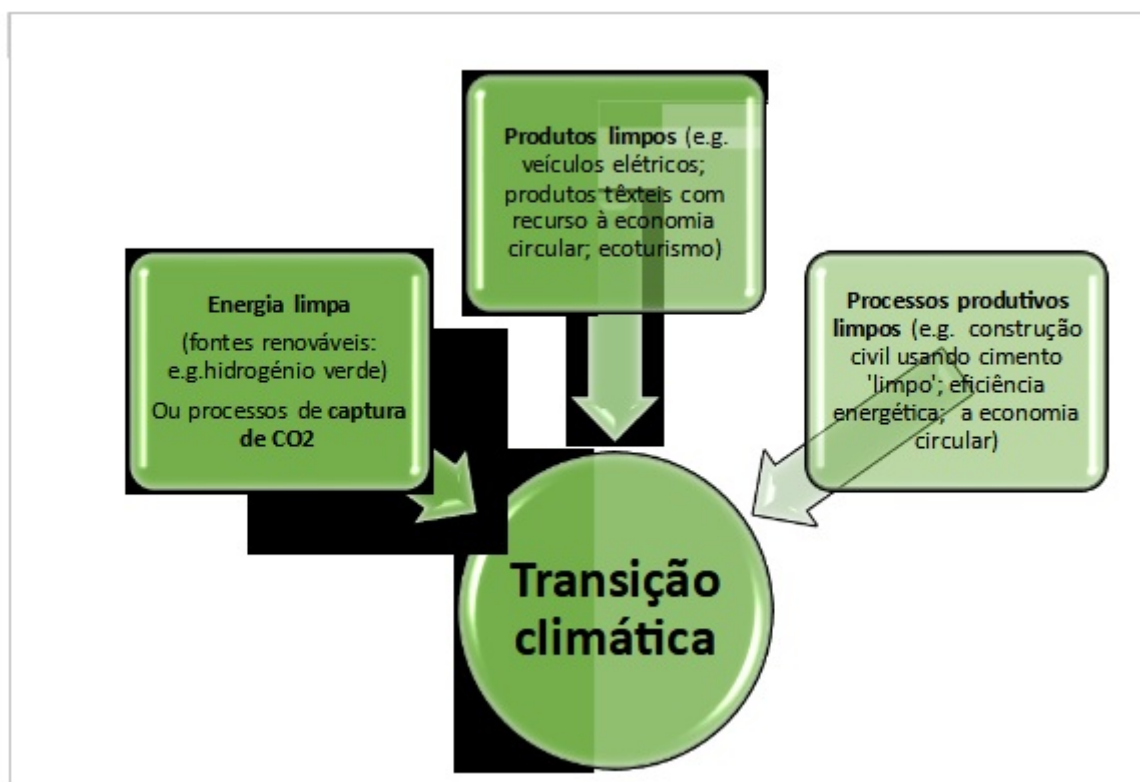 Produtos limpos (e.g.
veículos elétricos;
produtos têxteis com
recurso à economia
circular; ecoturismo)
Energia limpa
(fontes renováveis:
e.g.hidrogénio verde)
Ou processos de captura
de CO2
Processos produtivos
limpos (e.g. construção
civil usando cimento
'limpo'; eficiência
energética; a economia
circular)
Transição
climática